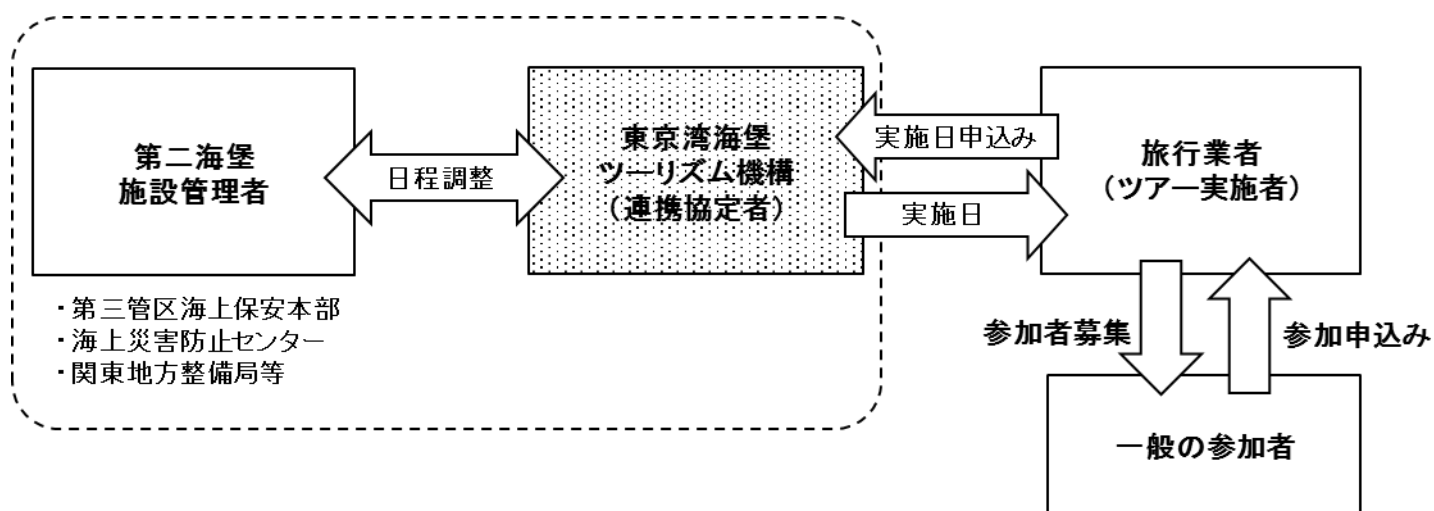 第二海堡
施設管理者
・第三管区海上保安本部
・海上災害防止センター
・関東地方整備局等
日程調整
東京湾海堡
ツーリズム機構
（連携協定者）
実施日申込み
実施日
旅行業者
（ツアー実施者）
参加者募集
参加申込み
一般の参加者